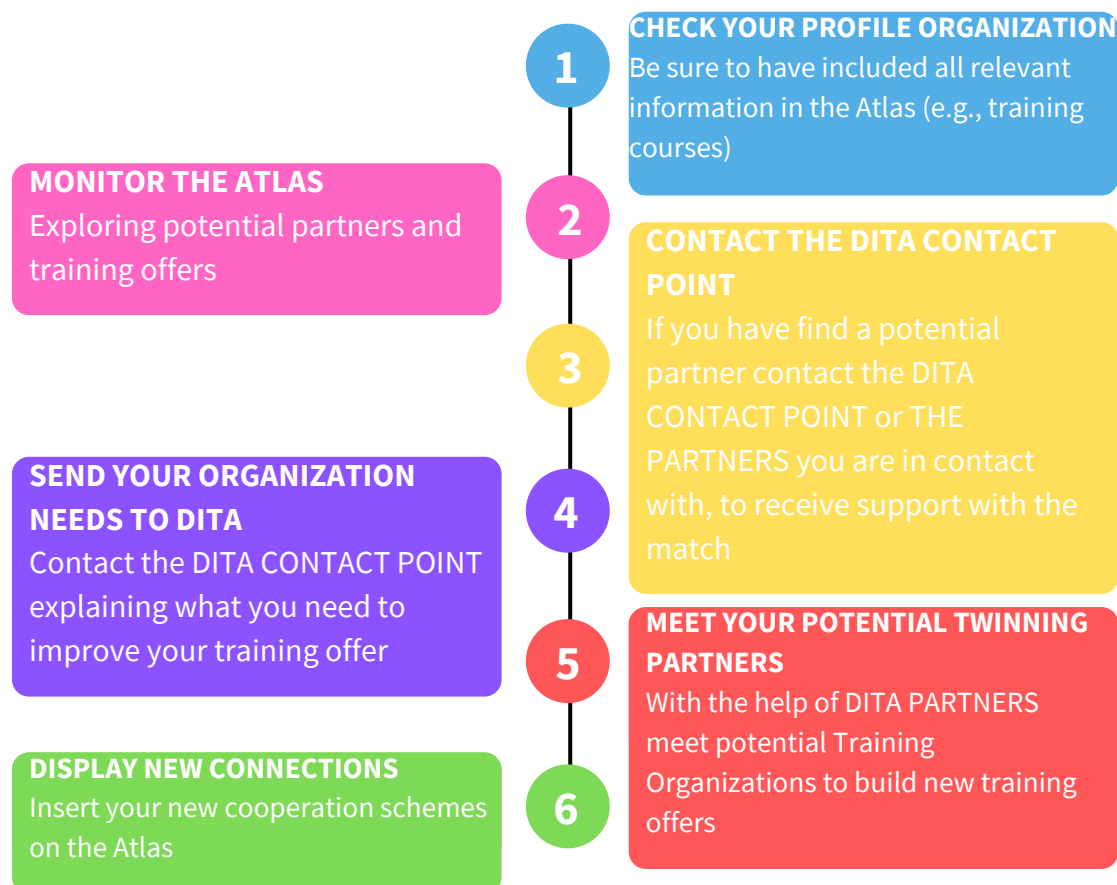 1
CHECK YOUR PROFILE ORGANIZATION
Be sure to have included all relevant
information in the Atlas (e.g., training
courses)
2
MONITOR THE ATLAS
Exploring potential partners and
training offers
3
CONTACT THE DITA CONTACT
POINT
If you have find a potential
partner contact the DITA
CONTACT POINT or THE
PARTNERS you are in contact
with, to receive support with the
match
4
SEND YOUR ORGANIZATION
NEEDS TO DITA
Contact the DITA CONTACT POINT
explaining what you need to
improve your training offer
5
MEET YOUR POTENTIAL TWINNING
PARTNERS
With the help of DITA PARTNERS
meet potential Training
Organizations to build new training
offers
6
DISPLAY NEW CONNECTIONS
Insert your new cooperation schemes
on the Atlas